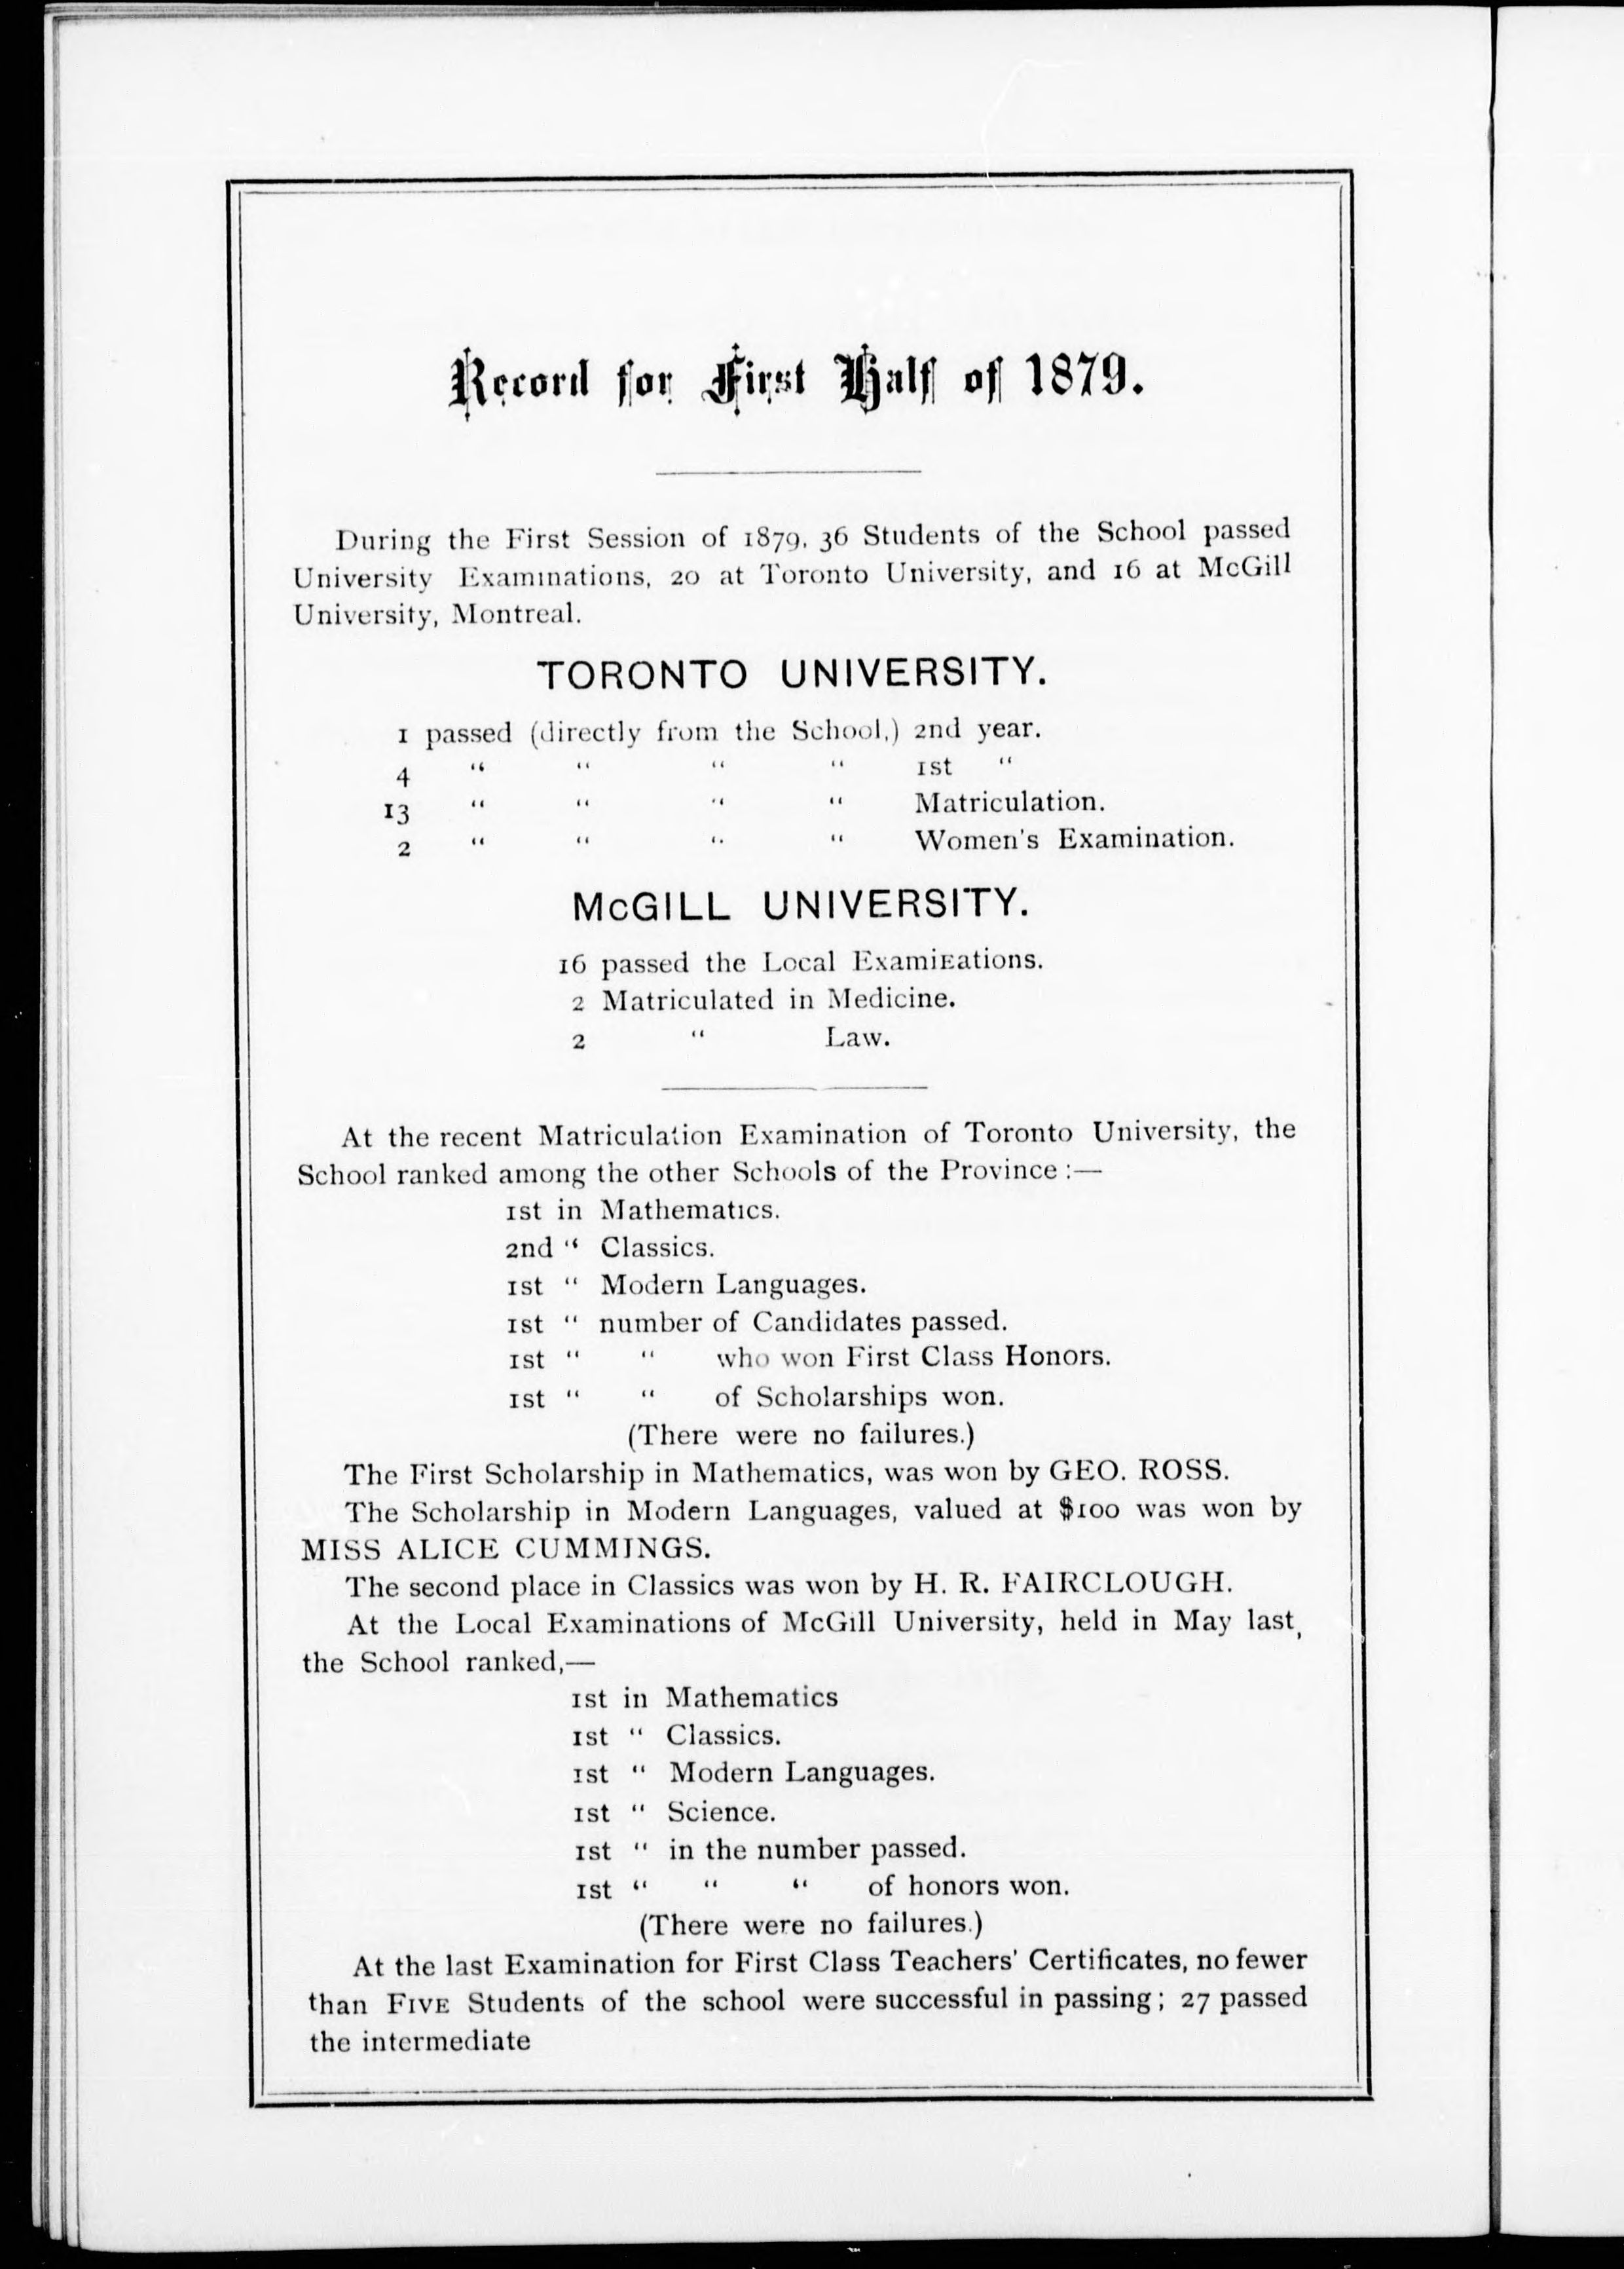 Record for First Half of 1879.
During the First Session of 1879, 36 Students of the School passed
University Examinations, 20 at Toronto University, and 16 at McGill
University, Montreal.
TORONTO UNIVERSITY.
1 passed (directly from the School,) 2nd year.
4 " " " " 1st "
13 " " " " Matriculation.
2 " " " " Women's Examination.
McGILL UNIVERSITY.
16 passed the Local Examinations.
2 Matriculated in Medicine.
2 " Law.
At the recent Matriculation Examination of Toronto University, the
School ranked among the other Schools of the Province :—
1st in Mathematics.
2nd " Classics.
1st " Modern Languages.
1st " number of Candidates passed.
1st " " who won First Class Honors.
1st " " of Scholarships won.
(There were no failures.)
The First Scholarship in Mathematics, was won by GEO. ROSS.
The Scholarship in Modern Languages, valued at $100 was won by
MISS ALICE CUMMINGS.
The second place in Classics was won by H. R. FAIRCLOUGH.
At the Local Examinations of McGill University, held in May last,
the School ranked,—
1st in Mathematics
1st " Classics.
1st " Modern Languages.
1st " Science.
1st " in the number passed.
1st " " " of honors won.
(There were no failures.)
At the last Examination for First Class Teachers' Certificates, no fewer
than FIVE Students of the school were successful in passing; 27 passed
the intermediate